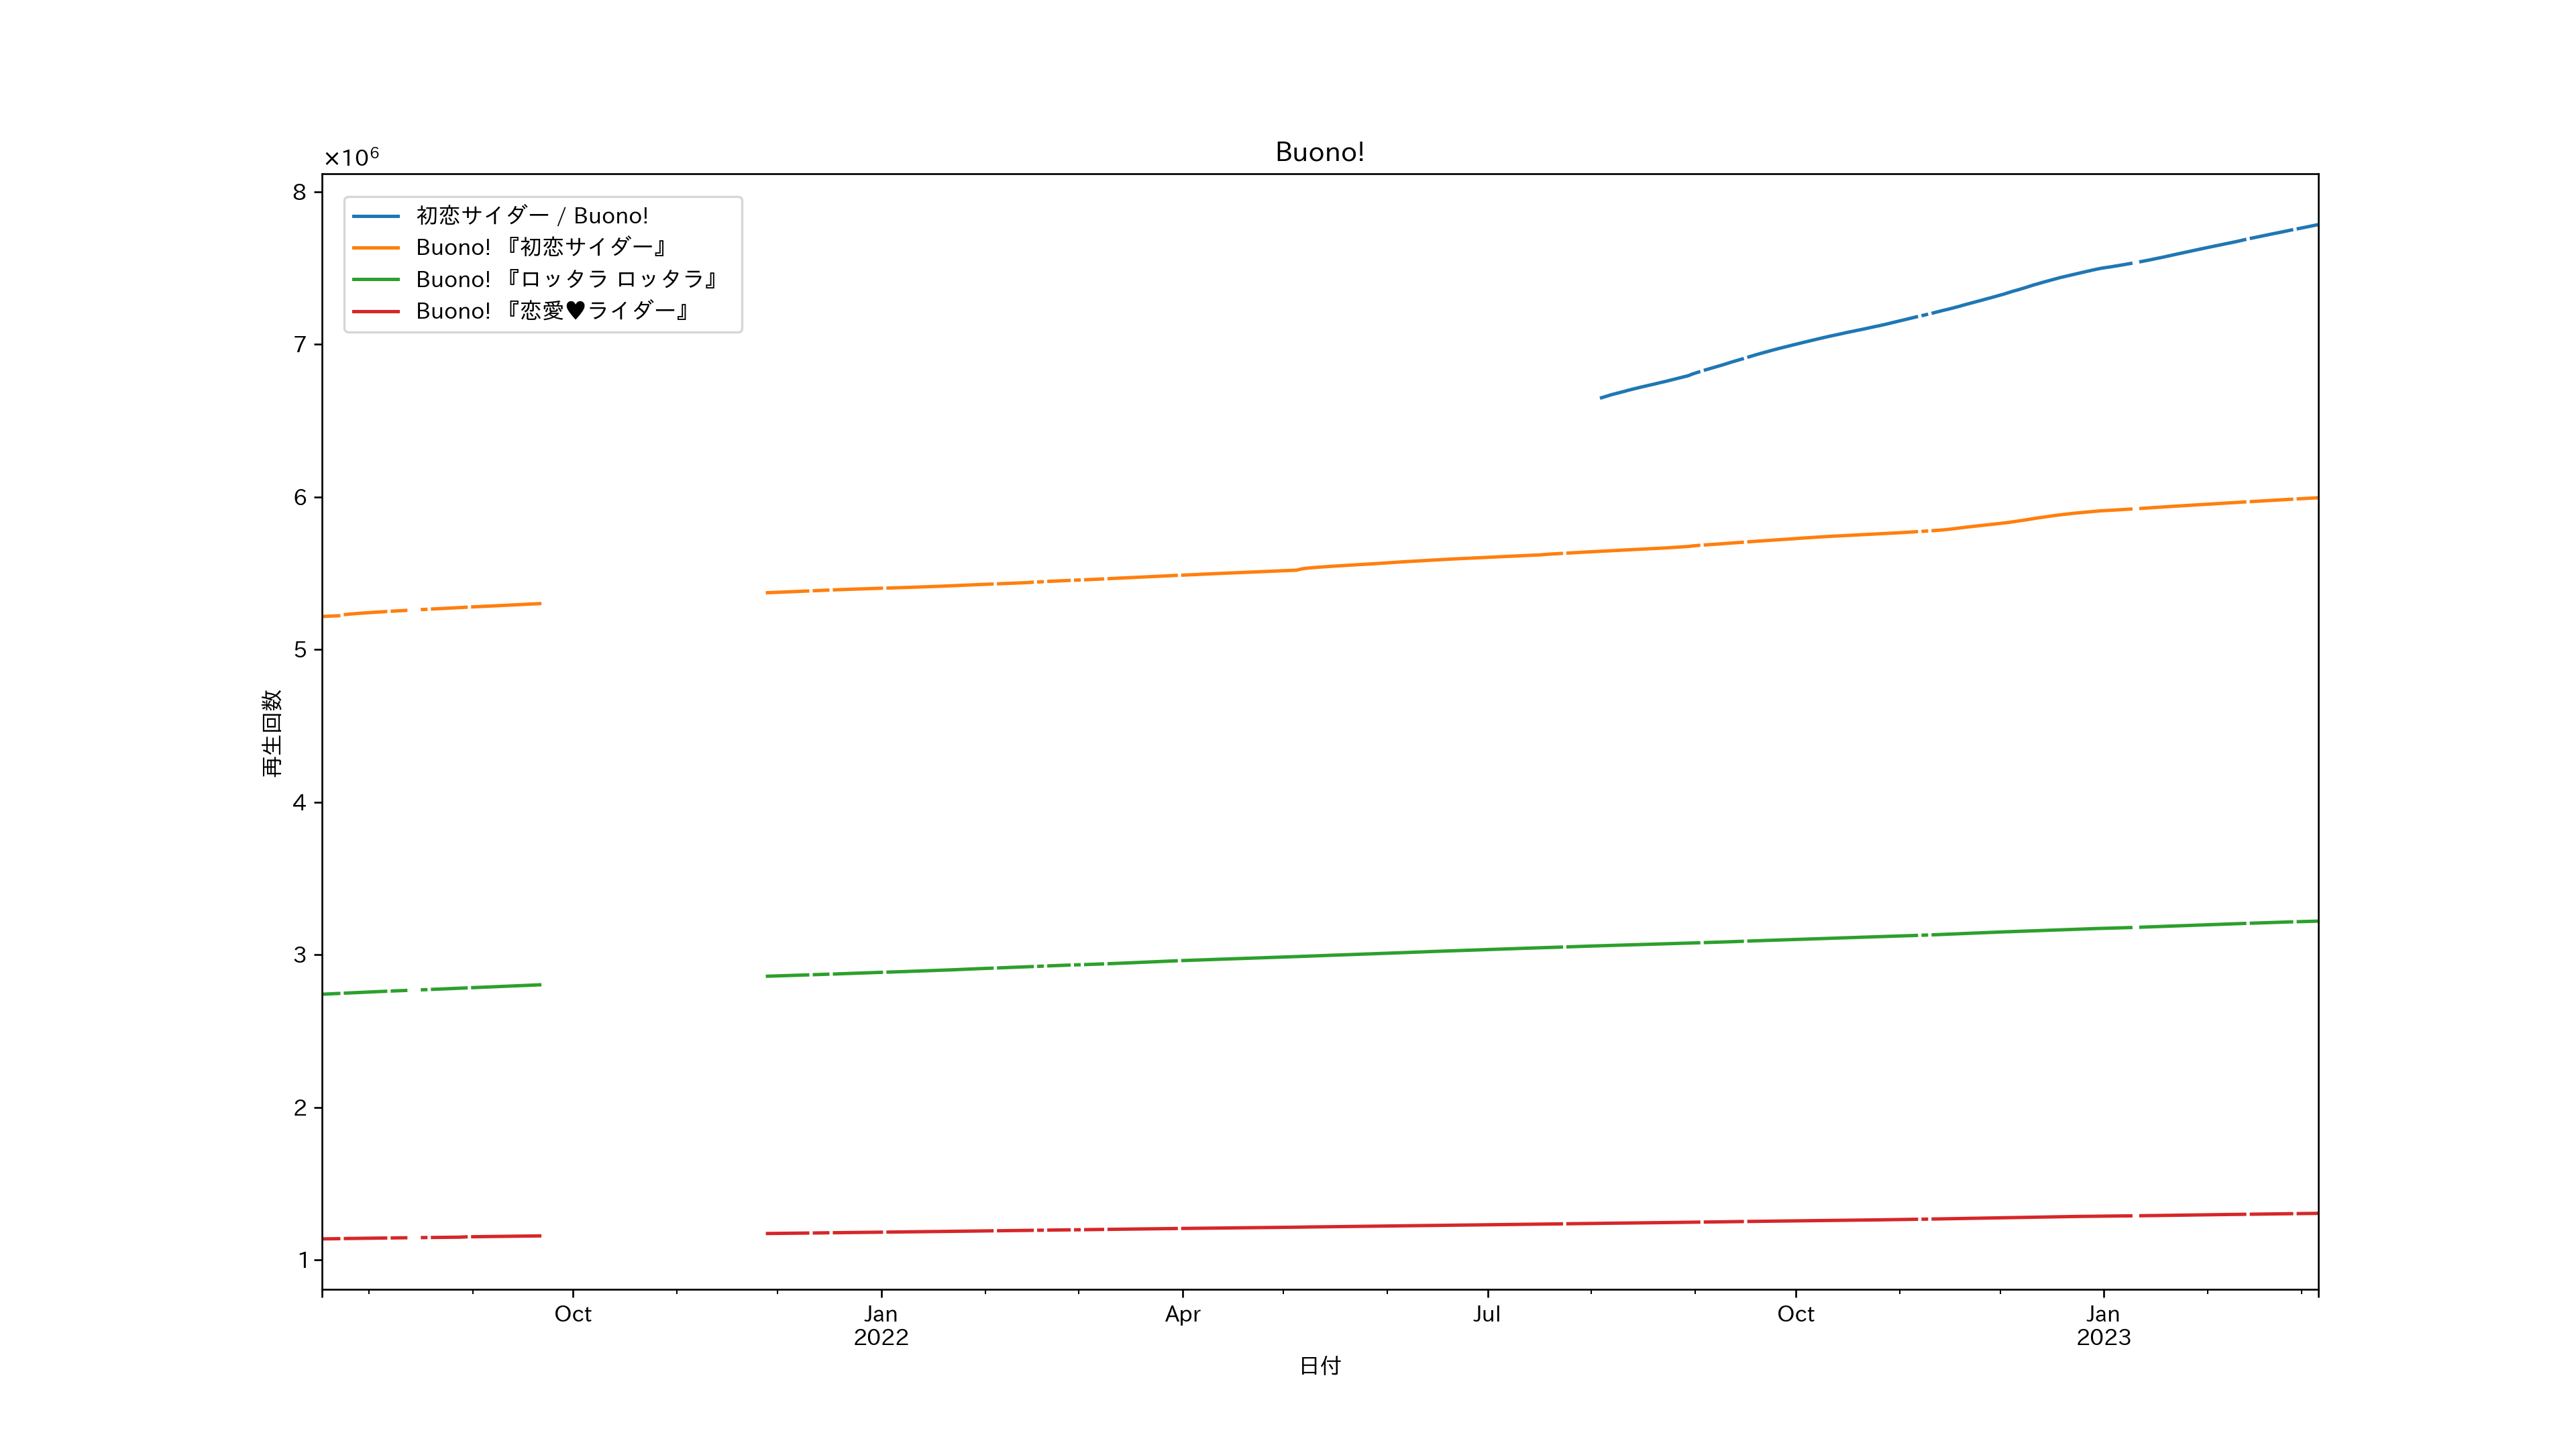 Buono!
×10⁶
8
7
6
5
4
3
2
1
再生回数
初恋サイダー / Buono!
Buono! 『初恋サイダー』
Buono! 『ロッタラ ロッタラ』
Buono! 『恋愛♥ライダー』
Oct Jan Apr Jul Oct Jan
2022 2023
日付